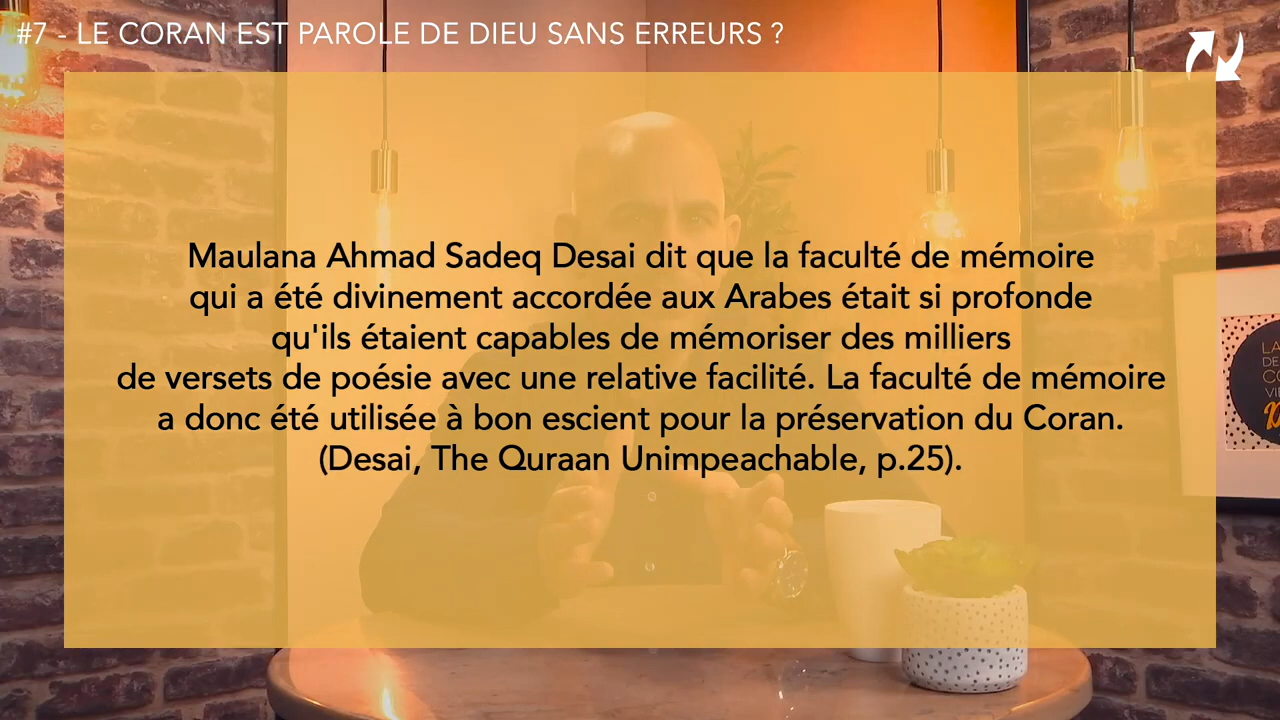 #7 - LE CORAN EST PAROLE DE DIEU SANS ERREURS ?
Maulana Ahmad Sadeq Desai dit que la faculté de mémoire
qui a été divinement accordée aux Arabes était si profonde
qu'ils étaient capables de mémoriser des milliers
de versets de poésie avec une relative facilité. La faculté de mémoire
a donc été utilisée à bon escient pour la préservation du Coran.
(Desai, The Quraan Unimpeachable, p.25).